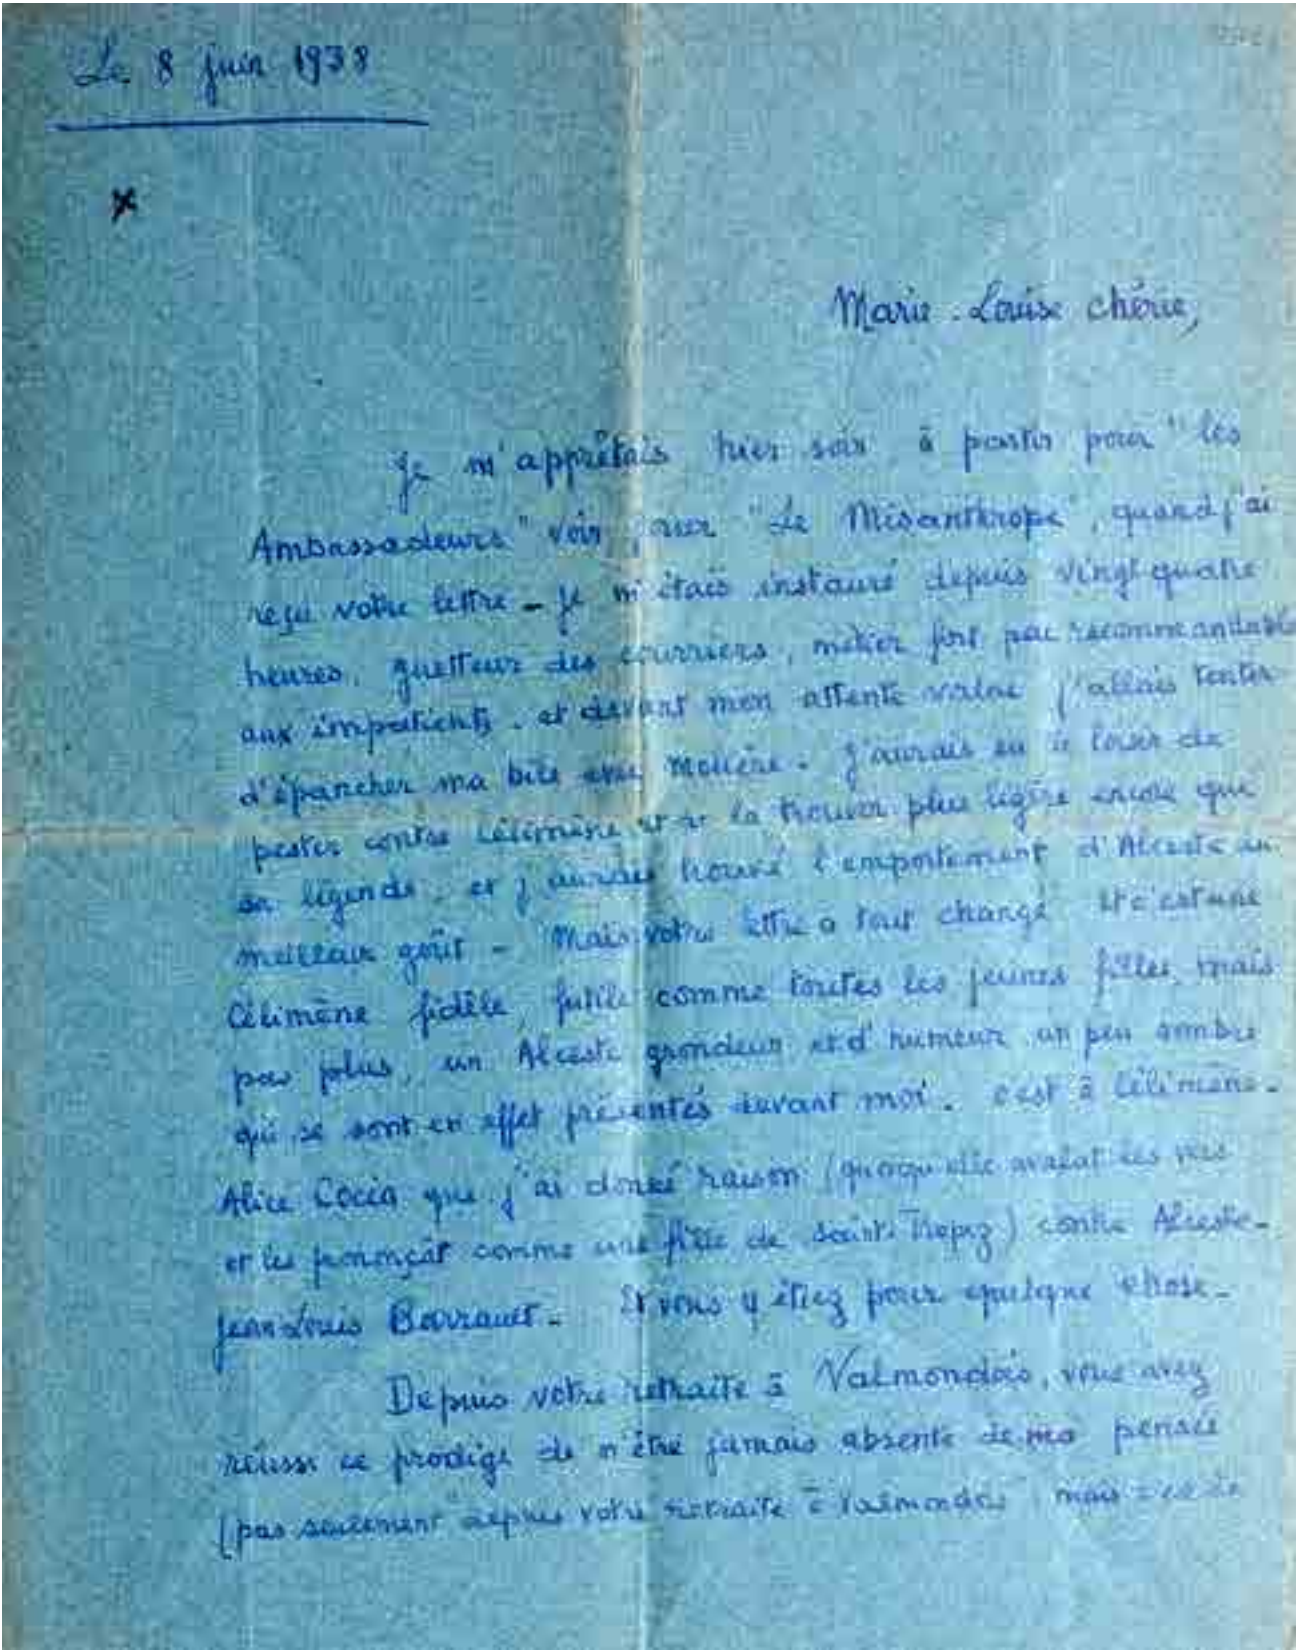 Le 8 juin 1938
x
Marie-Louise chérie,
Je m'apprêtais hier soir, à partir pour "les
Ambassadeurs" voir jouer "Le Misanthrope", quand j'ai
reçu votre lettre - Je m'étais instauré depuis vingt-quatre
heures, guetteur des courriers, métier fort peu recommandable
aux impatients, et devant mon attente vaine j'allais tenter
d'épancher ma bile avec Molière. J'aurais eu le loisir de
pester contre Célimène et de la trouver plus légère encore que
sa légende, et j'aurais trouvé l'emportement d'Alceste du
meilleur goût - Mais votre lettre a tout changé et c'est une
Célimène fidèle, futile comme toutes les jeunes filles, mais
pas plus, un Alceste grondeur et d'humeur un peu sombre
qui se sont en effet présentés devant moi. C'est à Célimène-
Alice Cocéa que j'ai donné raison (quoiqu'elle avalât les vers
et les prononçât comme une fille de Saint-Tropez) contre Alceste-
Jean-Louis Barrault - Et vous y étiez pour quelque chose -
Depuis votre retraite à Valmondois, vous avez
réussi ce prodige de n'être jamais absente de ma pensée
(pas seulement "depuis votre retraite à Valmondois", mais